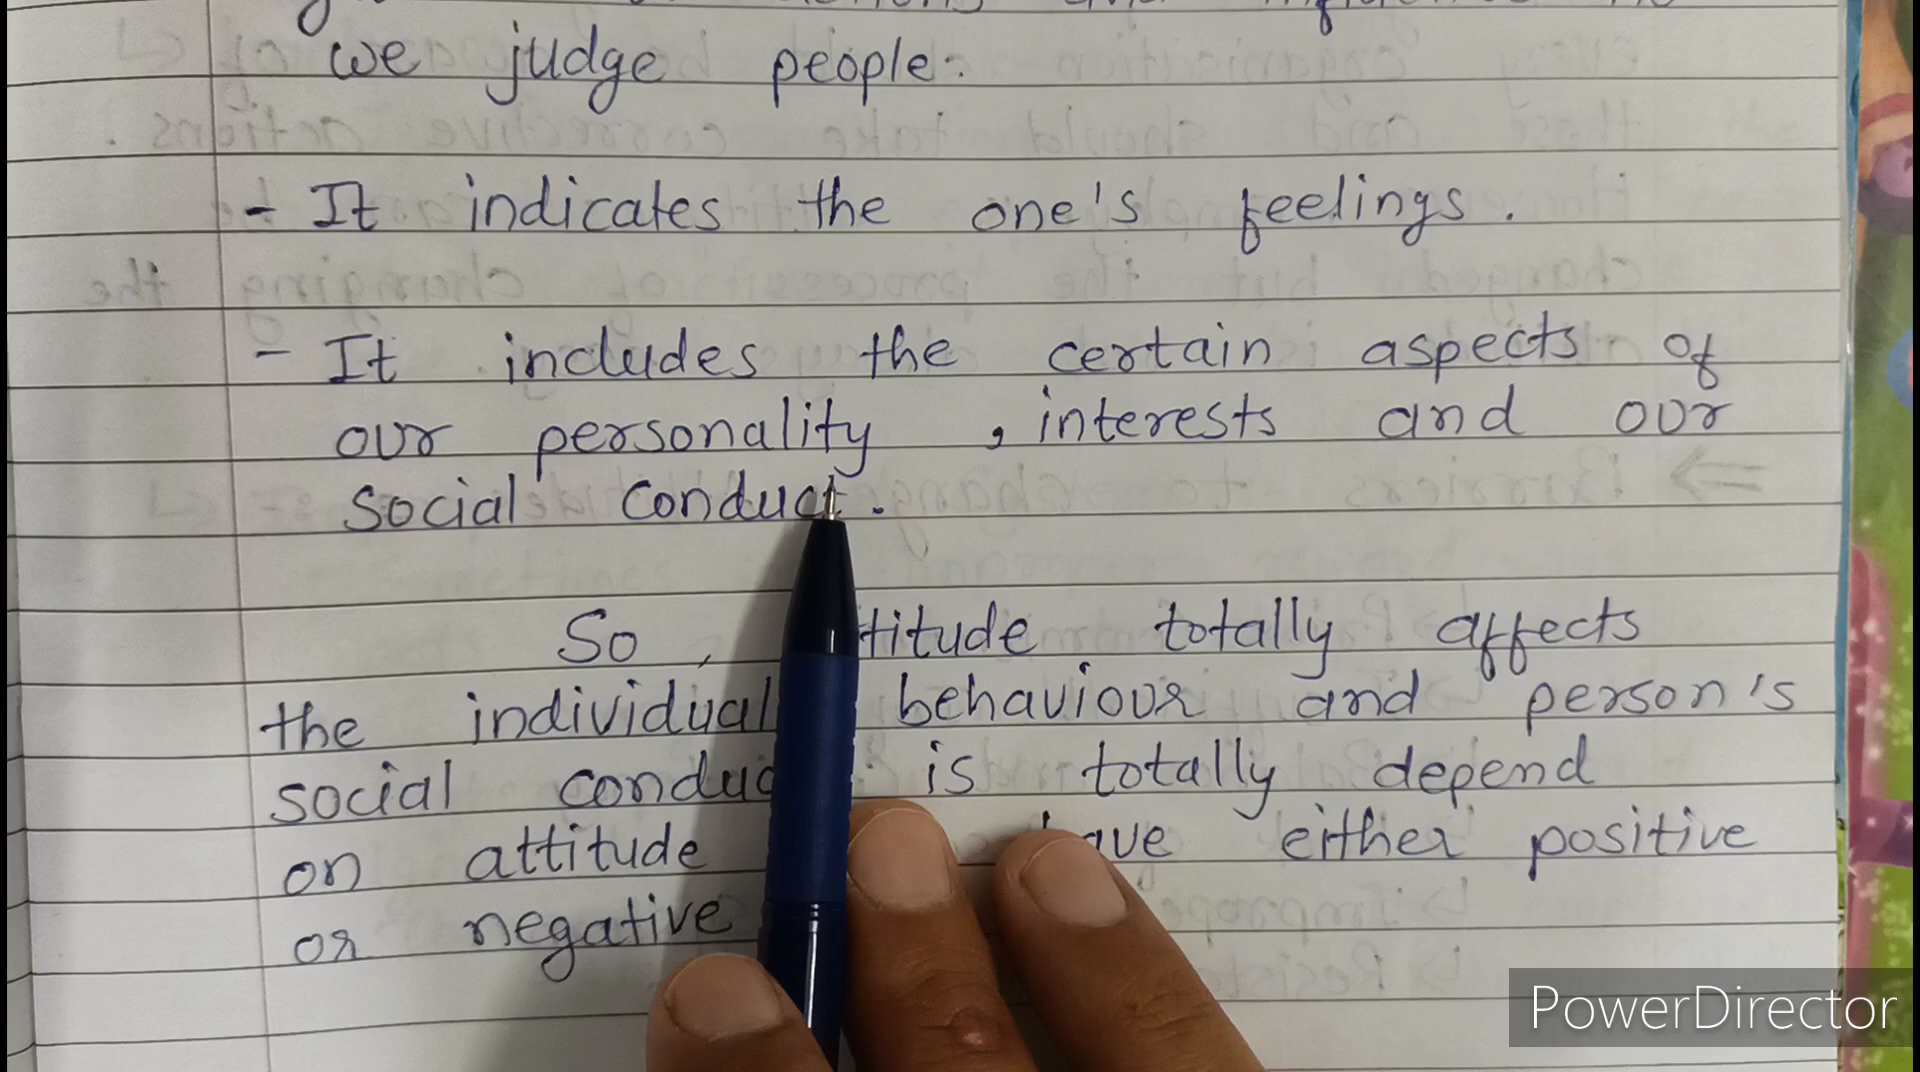 we judge people.
- It indicates the one's feelings.
- It includes the certain aspects of
our personality , interests and our
social conduct.
So, titude totally affects
the individual behaviour and person's
social conduc is totally depend
on attitude either positive
or negative
PowerDirector